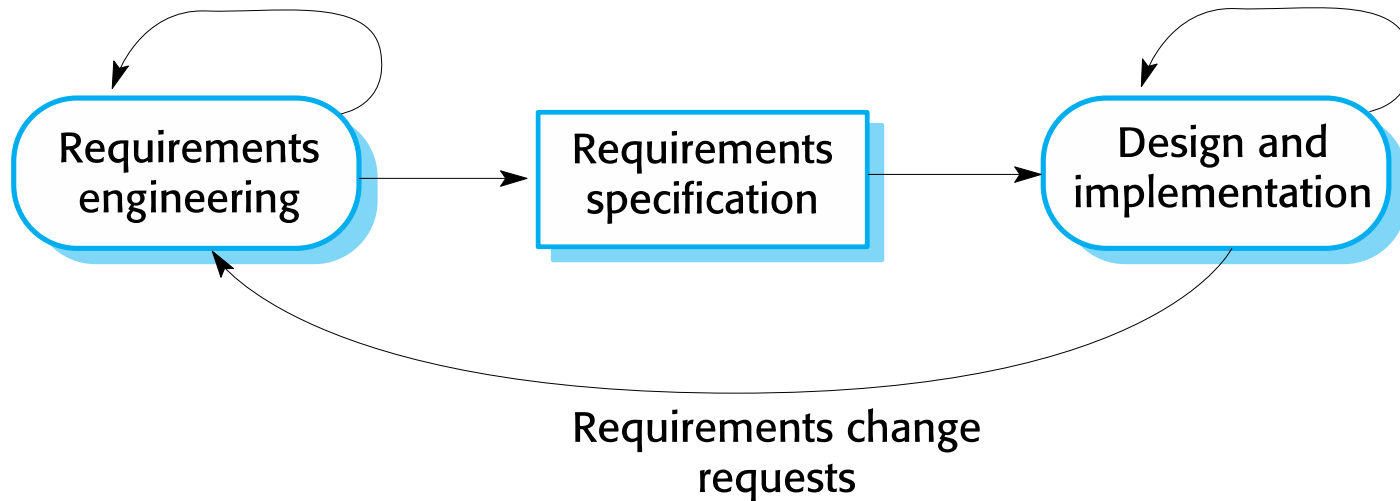 Requirements
engineering
Requirements
specification
Design and
implementation
Requirements change
requests